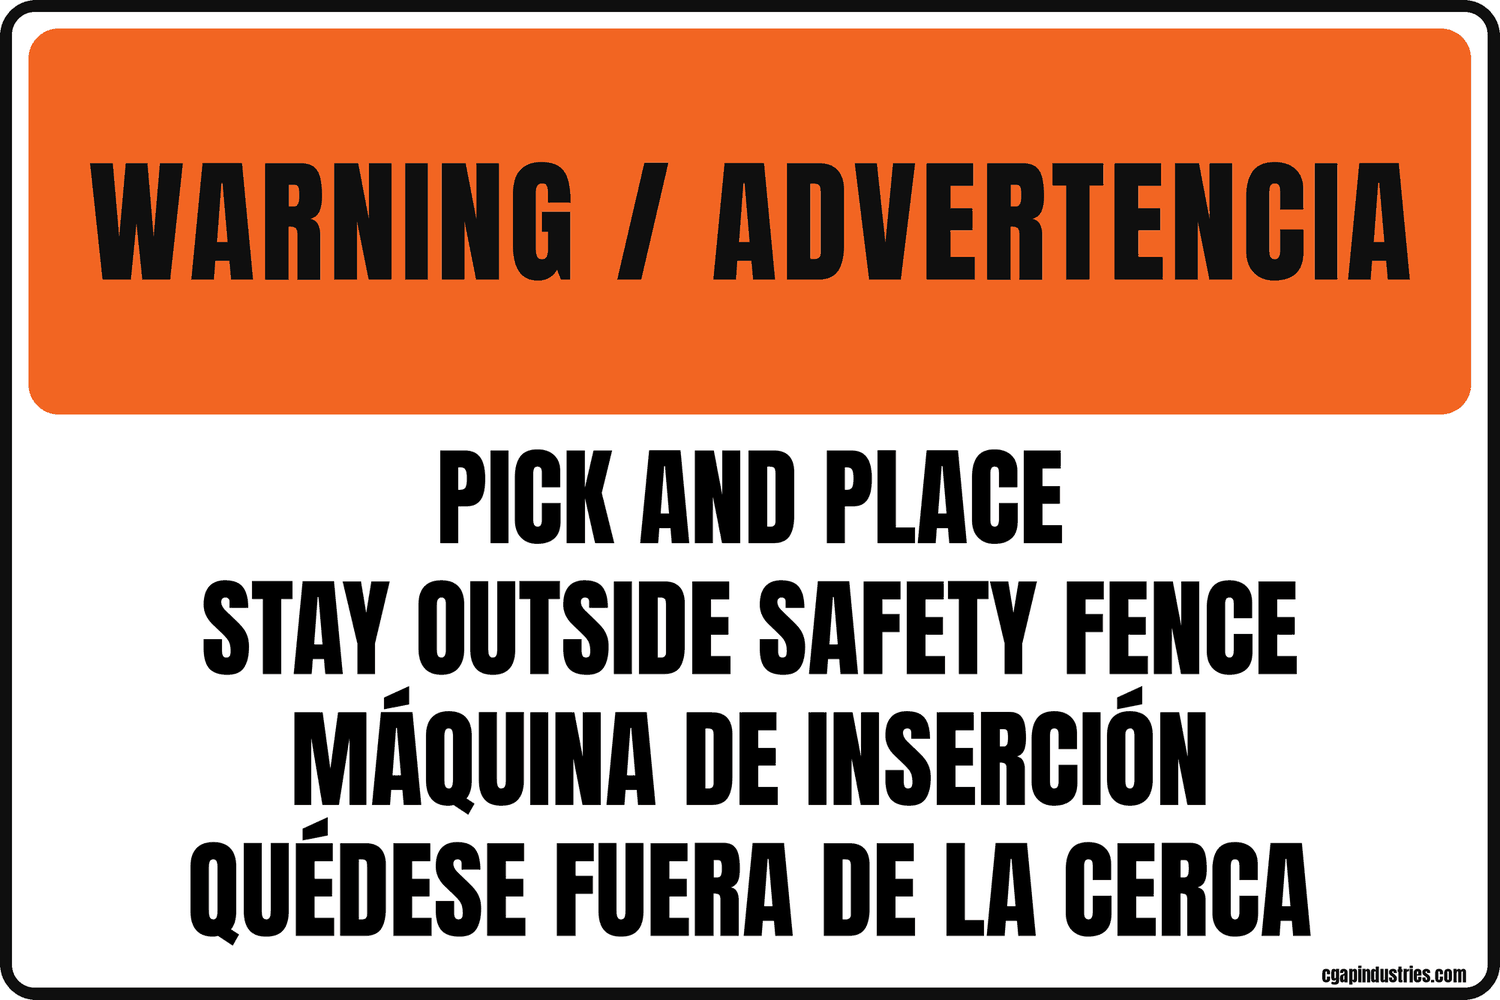 WARNING / ADVERTENCIA
PICK AND PLACE
STAY OUTSIDE SAFETY FENCE
MÁQUINA DE INSERCIÓN
QUÉDESE FUERA DE LA CERCA
cgapindustries.com